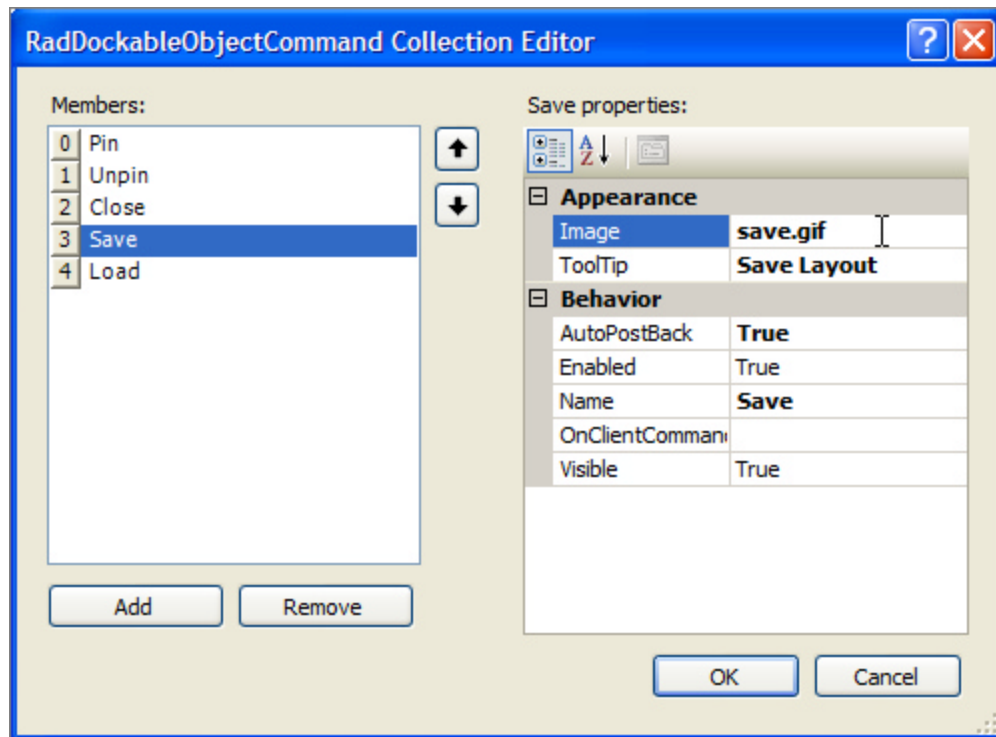 RadDockableObjectCommand Collection Editor
Members:
0 Pin
1 Unpin
2 Close
3 Save
4 Load
Add Remove
Save properties:
Appearance
Image save.gif
ToolTip Save Layout
Behavior
AutoPostBack True
Enabled True
Name Save
OnClientComman
Visible True
OK Cancel